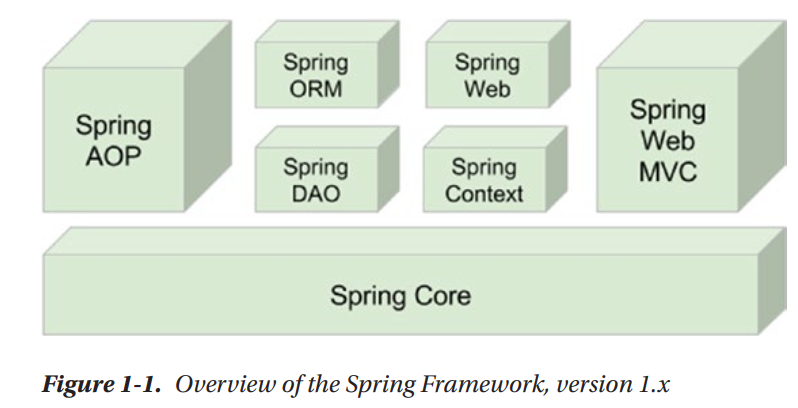 Spring
AOP
Spring
ORM
Spring
Web
Spring
DAO
Spring
Context
Spring
Web
MVC
Spring Core
Figure 1-1. Overview of the Spring Framework, version 1.x